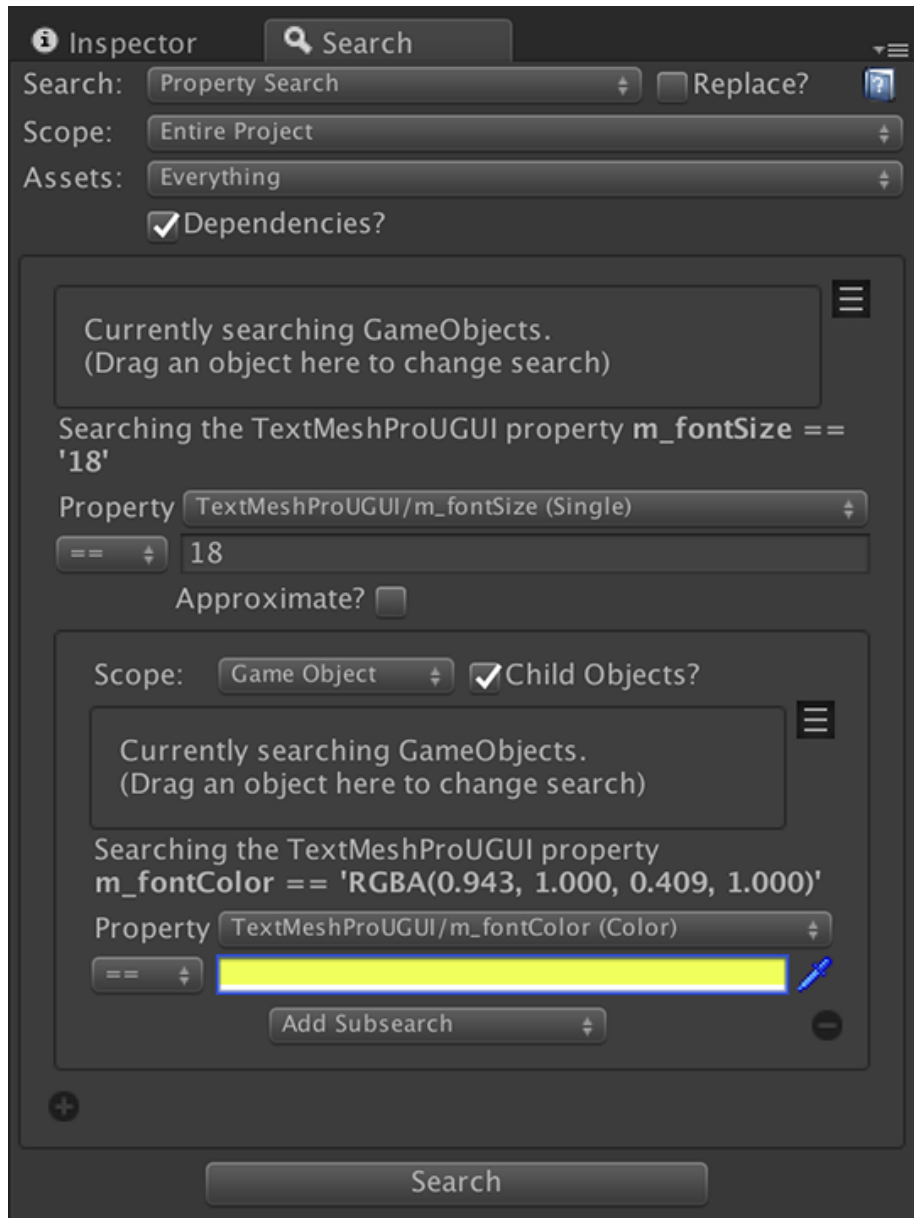 Inspector Search
Search: Property Search Replace?
Scope: Entire Project
Assets: Everything
Dependencies?
Currently searching GameObjects.
(Drag an object here to change search)
Searching the TextMeshProUGUI property m_fontSize ==
'18'
Property TextMeshProUGUI/m_fontSize (Single)
== 18
Approximate?
Scope: Game Object Child Objects?
Currently searching GameObjects.
(Drag an object here to change search)
Searching the TextMeshProUGUI property
m_fontColor == 'RGBA(0.943, 1.000, 0.409, 1.000)'
Property TextMeshProUGUI/m_fontColor (Color)
==
Add Subsearch
Search